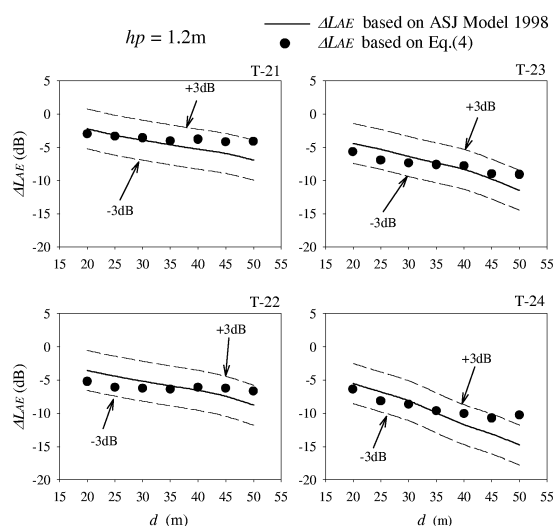 hp = 1.2m
ΔLAE based on ASJ Model 1998
ΔLAE based on Eq.(4)
T-21
T-23
ΔLAE (dB)
5
0
-5
-10
-15
-20
+3dB
-3dB
15 20 25 30 35 40 45 50 55
5
0
-5
-10
-15
-20
+3dB
-3dB
15 20 25 30 35 40 45 50 55
T-22
T-24
ΔLAE (dB)
5
0
-5
-10
-15
-20
+3dB
-3dB
15 20 25 30 35 40 45 50 55
d (m)
5
0
-5
-10
-15
-20
+3dB
-3dB
15 20 25 30 35 40 45 50 55
d (m)